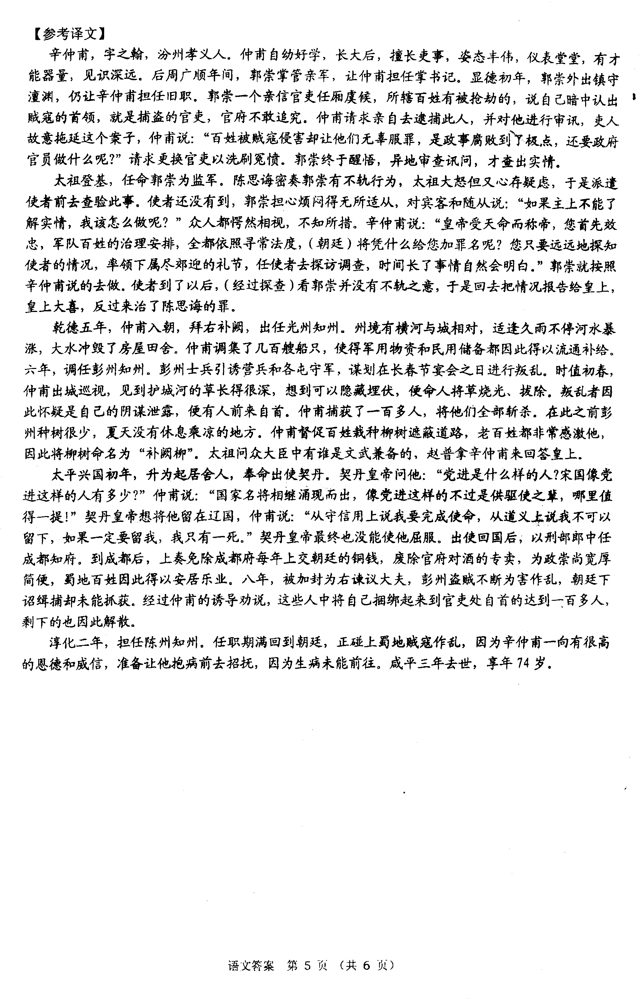 【参考译文】
辛仲甫，字之翰，汾州孝义人。仲甫自幼好学，长大后，擅长吏事，姿态丰伟，仪表堂堂，有才
能器量，见识深远。后周广顺年间，郭崇掌管亲军，让仲甫担任掌书记。显德初年，郭崇外出镇守
澶渊，仍让辛仲甫担任旧职。郭崇一个亲信官吏任厢虞候，所辖百姓有被抢劫的，说自己暗中认出
贼寇的首领，就是捕盗的官吏，官府不敢追究。仲甫请求亲自去逮捕此人，并对他进行审讯，吏人
故意拖延这个案子，仲甫说：“百姓被贼寇侵害却让他们无辜服罪，是政事腐败到了极点，还要政府
官员做什么呢?”请求更换官吏以洗刷冤愤。郭崇终于醒悟，异地审查讯问，才查出实情。
太祖登基，任命郭崇为监军。陈思诲密奏郭崇有不轨行为，太祖大怒但又心存疑虑，于是派遣
使者前去查验此事。使者还没有到，郭崇担心烦闷得无所适从，对宾客和随从说：“如果主上不能了
解实情，我该怎么做呢？”众人都愕然相视，不知所措。辛仲甫说：“皇帝受天命而称帝，您首先效
忠，军队百姓的治理安排，全都依照寻常法度，（朝廷）将凭什么给您加罪名呢？您只要远远地探知
使者的情况，率领下属尽郊迎的礼节，任使者去探访调查，时间长了事情自然会明白。”郭崇就按照
辛仲甫说的去做。使者到了以后，（经过探查）看郭崇并没有不轨之意，于是回去把情况报告给皇上，
皇上大喜，反过来治了陈思诲的罪。
乾德五年，仲甫入朝，拜右补阙，出任光州知州。州境有横河与城相对，适逢久雨不停河水暴
涨，大水冲毁了房屋田舍。仲甫调集了几百艘船只，使得军用物资和民用储备都因此得以流通补给。
六年，调任彭州知州。彭州士兵引诱营兵和各屯守军，谋划在长春节宴会之日进行叛乱。时值初春，
仲甫出城巡视，见到护城河的草长得很深，想到可以隐藏埋伏，便命人将草烧光、拔除。叛乱者因
此怀疑是自己的阴谋泄露，便有人前来自首。仲甫捕获了一百多人，将他们全部斩杀。在此之前彭
州种树很少，夏天没有休息乘凉的地方。仲甫督促百姓栽种柳树遮蔽道路，老百姓都非常感激他，
因此将柳树命名为“补阙柳”。太祖问众大臣中有谁是文武兼备的，赵普拿辛仲甫来回答皇上。
太平兴国初年，升为起居舍人，奉命出使契丹。契丹皇帝问他：“党进是什么样的人?宋国像党
进这样的人有多少?”仲甫说：“国家名将相继涌现而出，像党进这样的不过是供驱使之辈，哪里值
得一提!”契丹皇帝想将他留在辽国，仲甫说：“从守信用上说我要完成使命，从道义上说我不可以
留下，如果一定要留我，我只有一死。”契丹皇帝最终也没能使他屈服。出使回国后，以刑部郎中任
成都知府。到成都后，上奏免除成都府每年上交朝廷的铜钱，废除官府对酒的专卖，为政崇尚宽厚
简便，蜀地百姓因此得以安居乐业。八年，被加封为右谏议大夫，彭州盗贼不断为害作乱，朝廷下
诏缉捕却未能抓获。经过仲甫的诱导劝说，这些人中将自己捆绑起来到官吏处自首的达到一百多人，
剩下的也因此解散。
淳化二年，担任陈州知州。任职期满回到朝廷，正碰上蜀地贼寇作乱，因为辛仲甫一向有很高
的恩德和威信，准备让他抱病前去招抚，因为生病未能前往。咸平三年去世，享年 74 岁。
语文答案 第 5 页 （共 6 页）